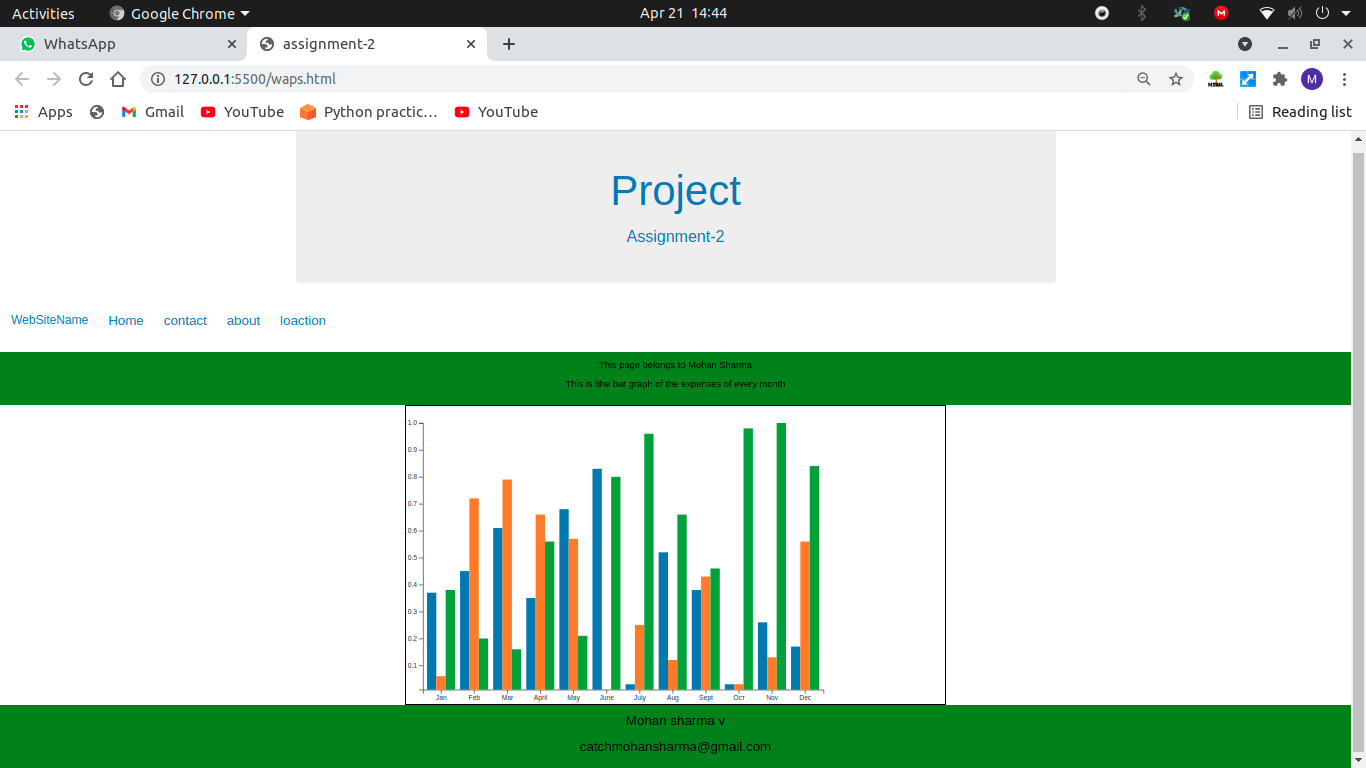 Activities Google Chrome Apr 21 14:44
WhatsApp assignment-2
127.0.0.1:5500/waps.html M
Apps Gmail YouTube Python practic... YouTube Reading list
Project
Assignment-2
WebSiteName Home contact about loaction
This page belongs to Mohan Sharma
This is ithe bar graph of the expenses of every month
1.0
0.9
0.8
0.7
0.6
0.5
0.4
0.3
0.2
0.1
Jan Feb Mar April May June July Aug Sept Oct Nov Dec
Mohan sharma v
catchmohansharma@gmail.com